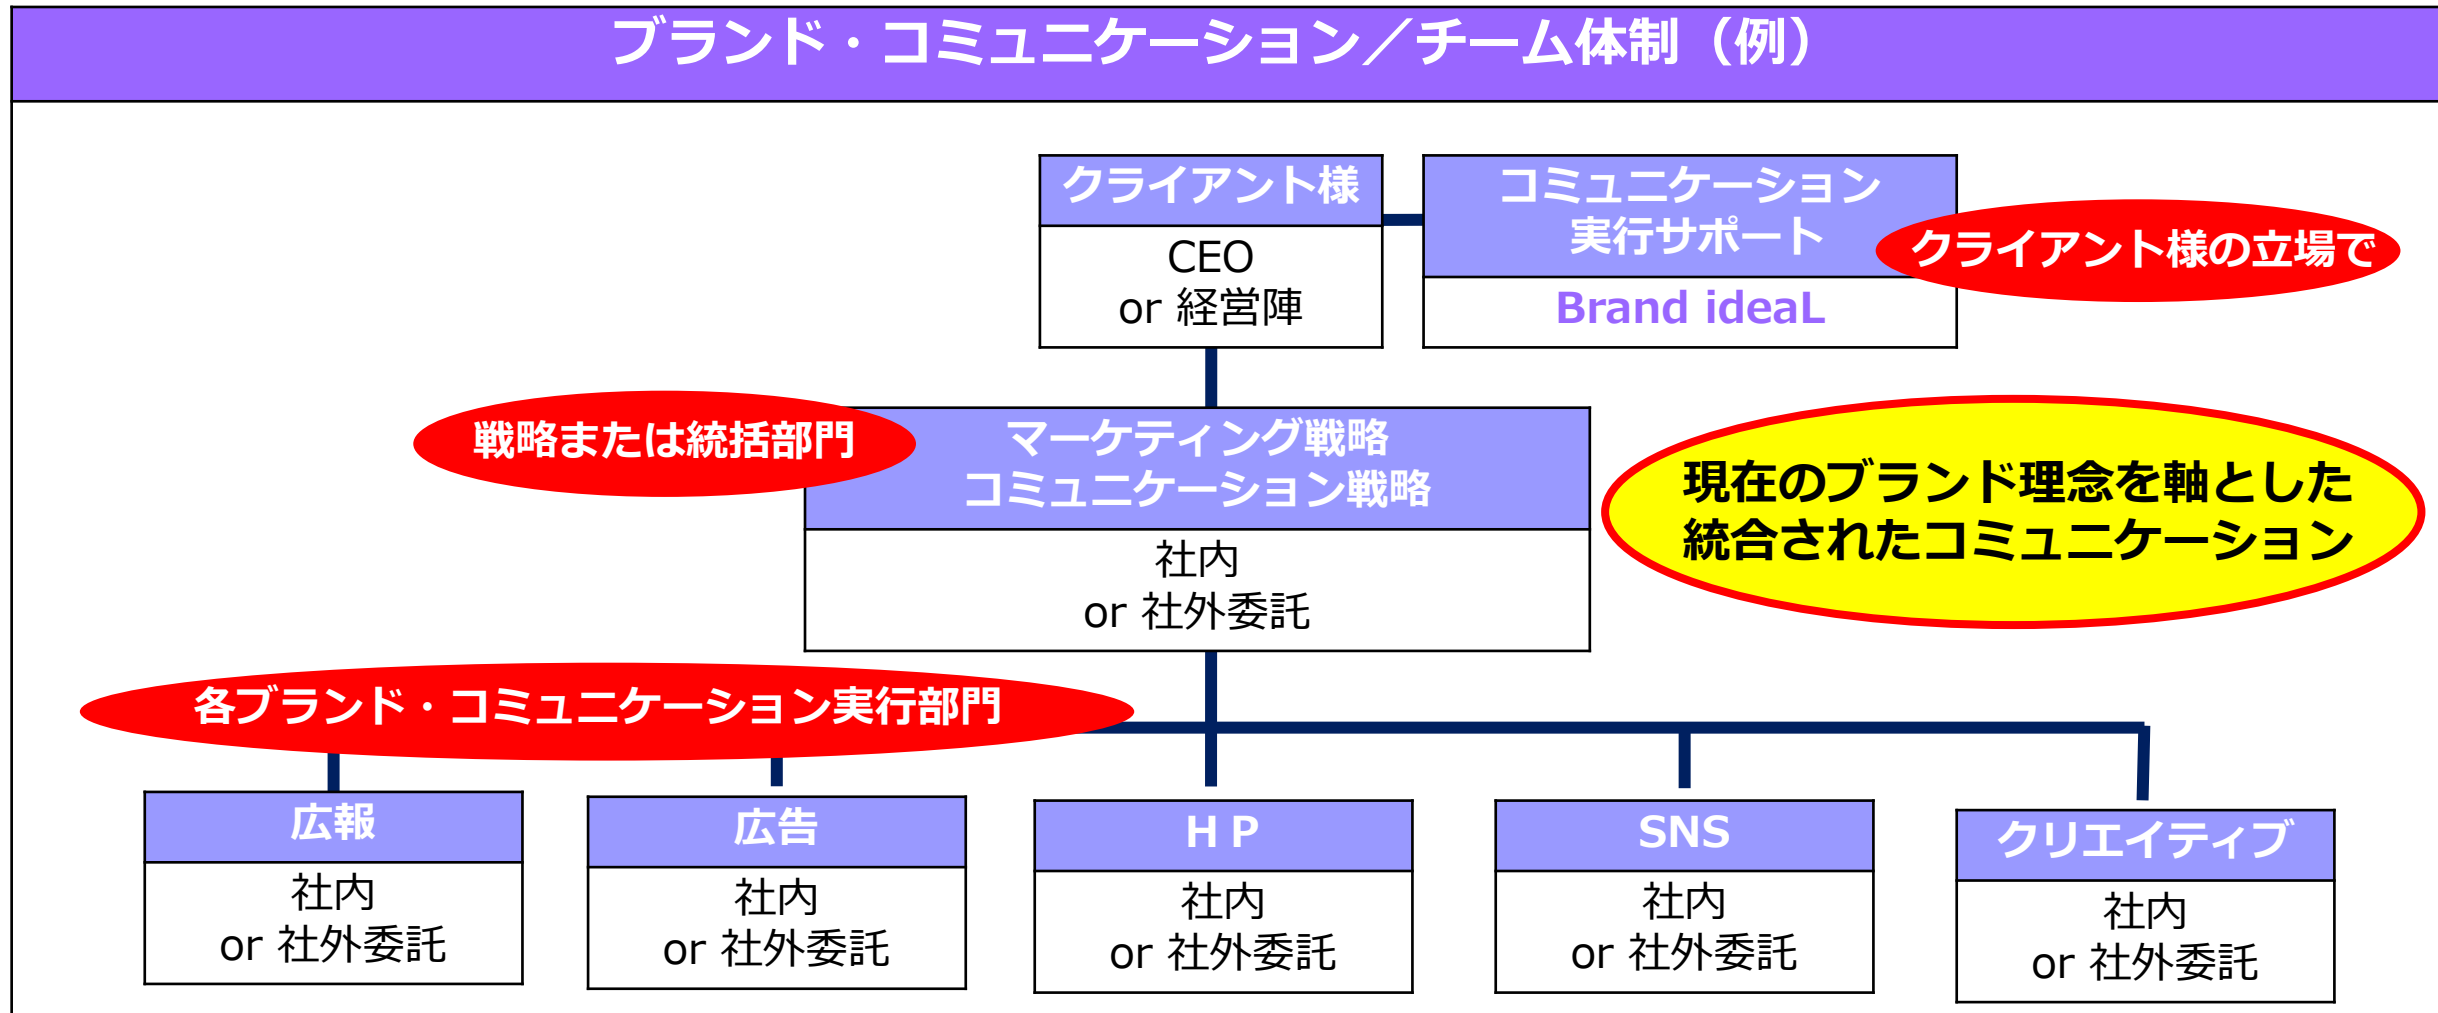 ブランド・コミュニケーション／チーム体制（例）
クライアント様
CEO
or 経営陣
コミュニケーション
実行サポート
Brand ideaL
クライアント様の立場で
戦略または統括部門
マーケティング戦略
コミュニケーション戦略
社内
or 社外委託
現在のブランド理念を軸とした
統合されたコミュニケーション
各ブランド・コミュニケーション実行部門
広報
社内
or 社外委託
広告
社内
or 社外委託
ＨＰ
社内
or 社外委託
SNS
社内
or 社外委託
クリエイティブ
社内
or 社外委託